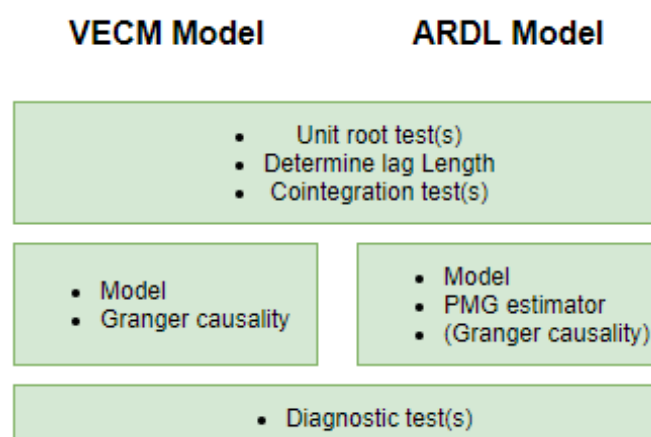 VECM Model
ARDL Model
• Unit root test(s)
• Determine lag Length
• Cointegration test(s)
• Model
• Granger causality
• Model
• PMG estimator
• (Granger causality)
• Diagnostic test(s)